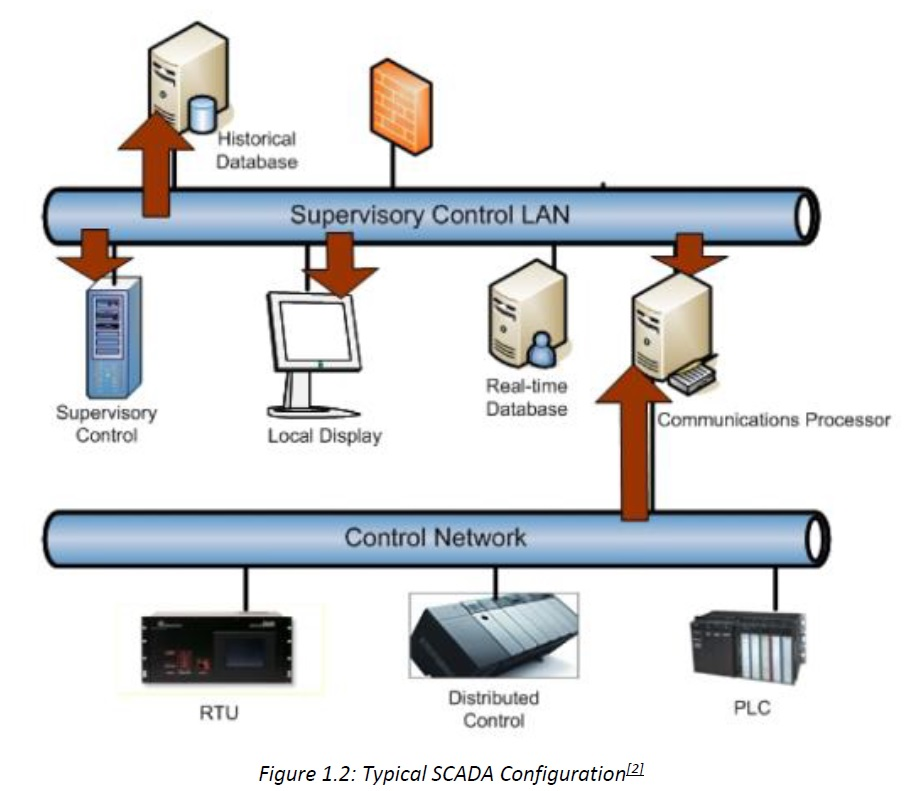 Historical
Database
Supervisory Control LAN
Supervisory
Control
Local Display
Real-time
Database
Communications Processor
Control Network
RTU
Distributed
Control
PLC
Figure 1.2: Typical SCADA Configuration[2]